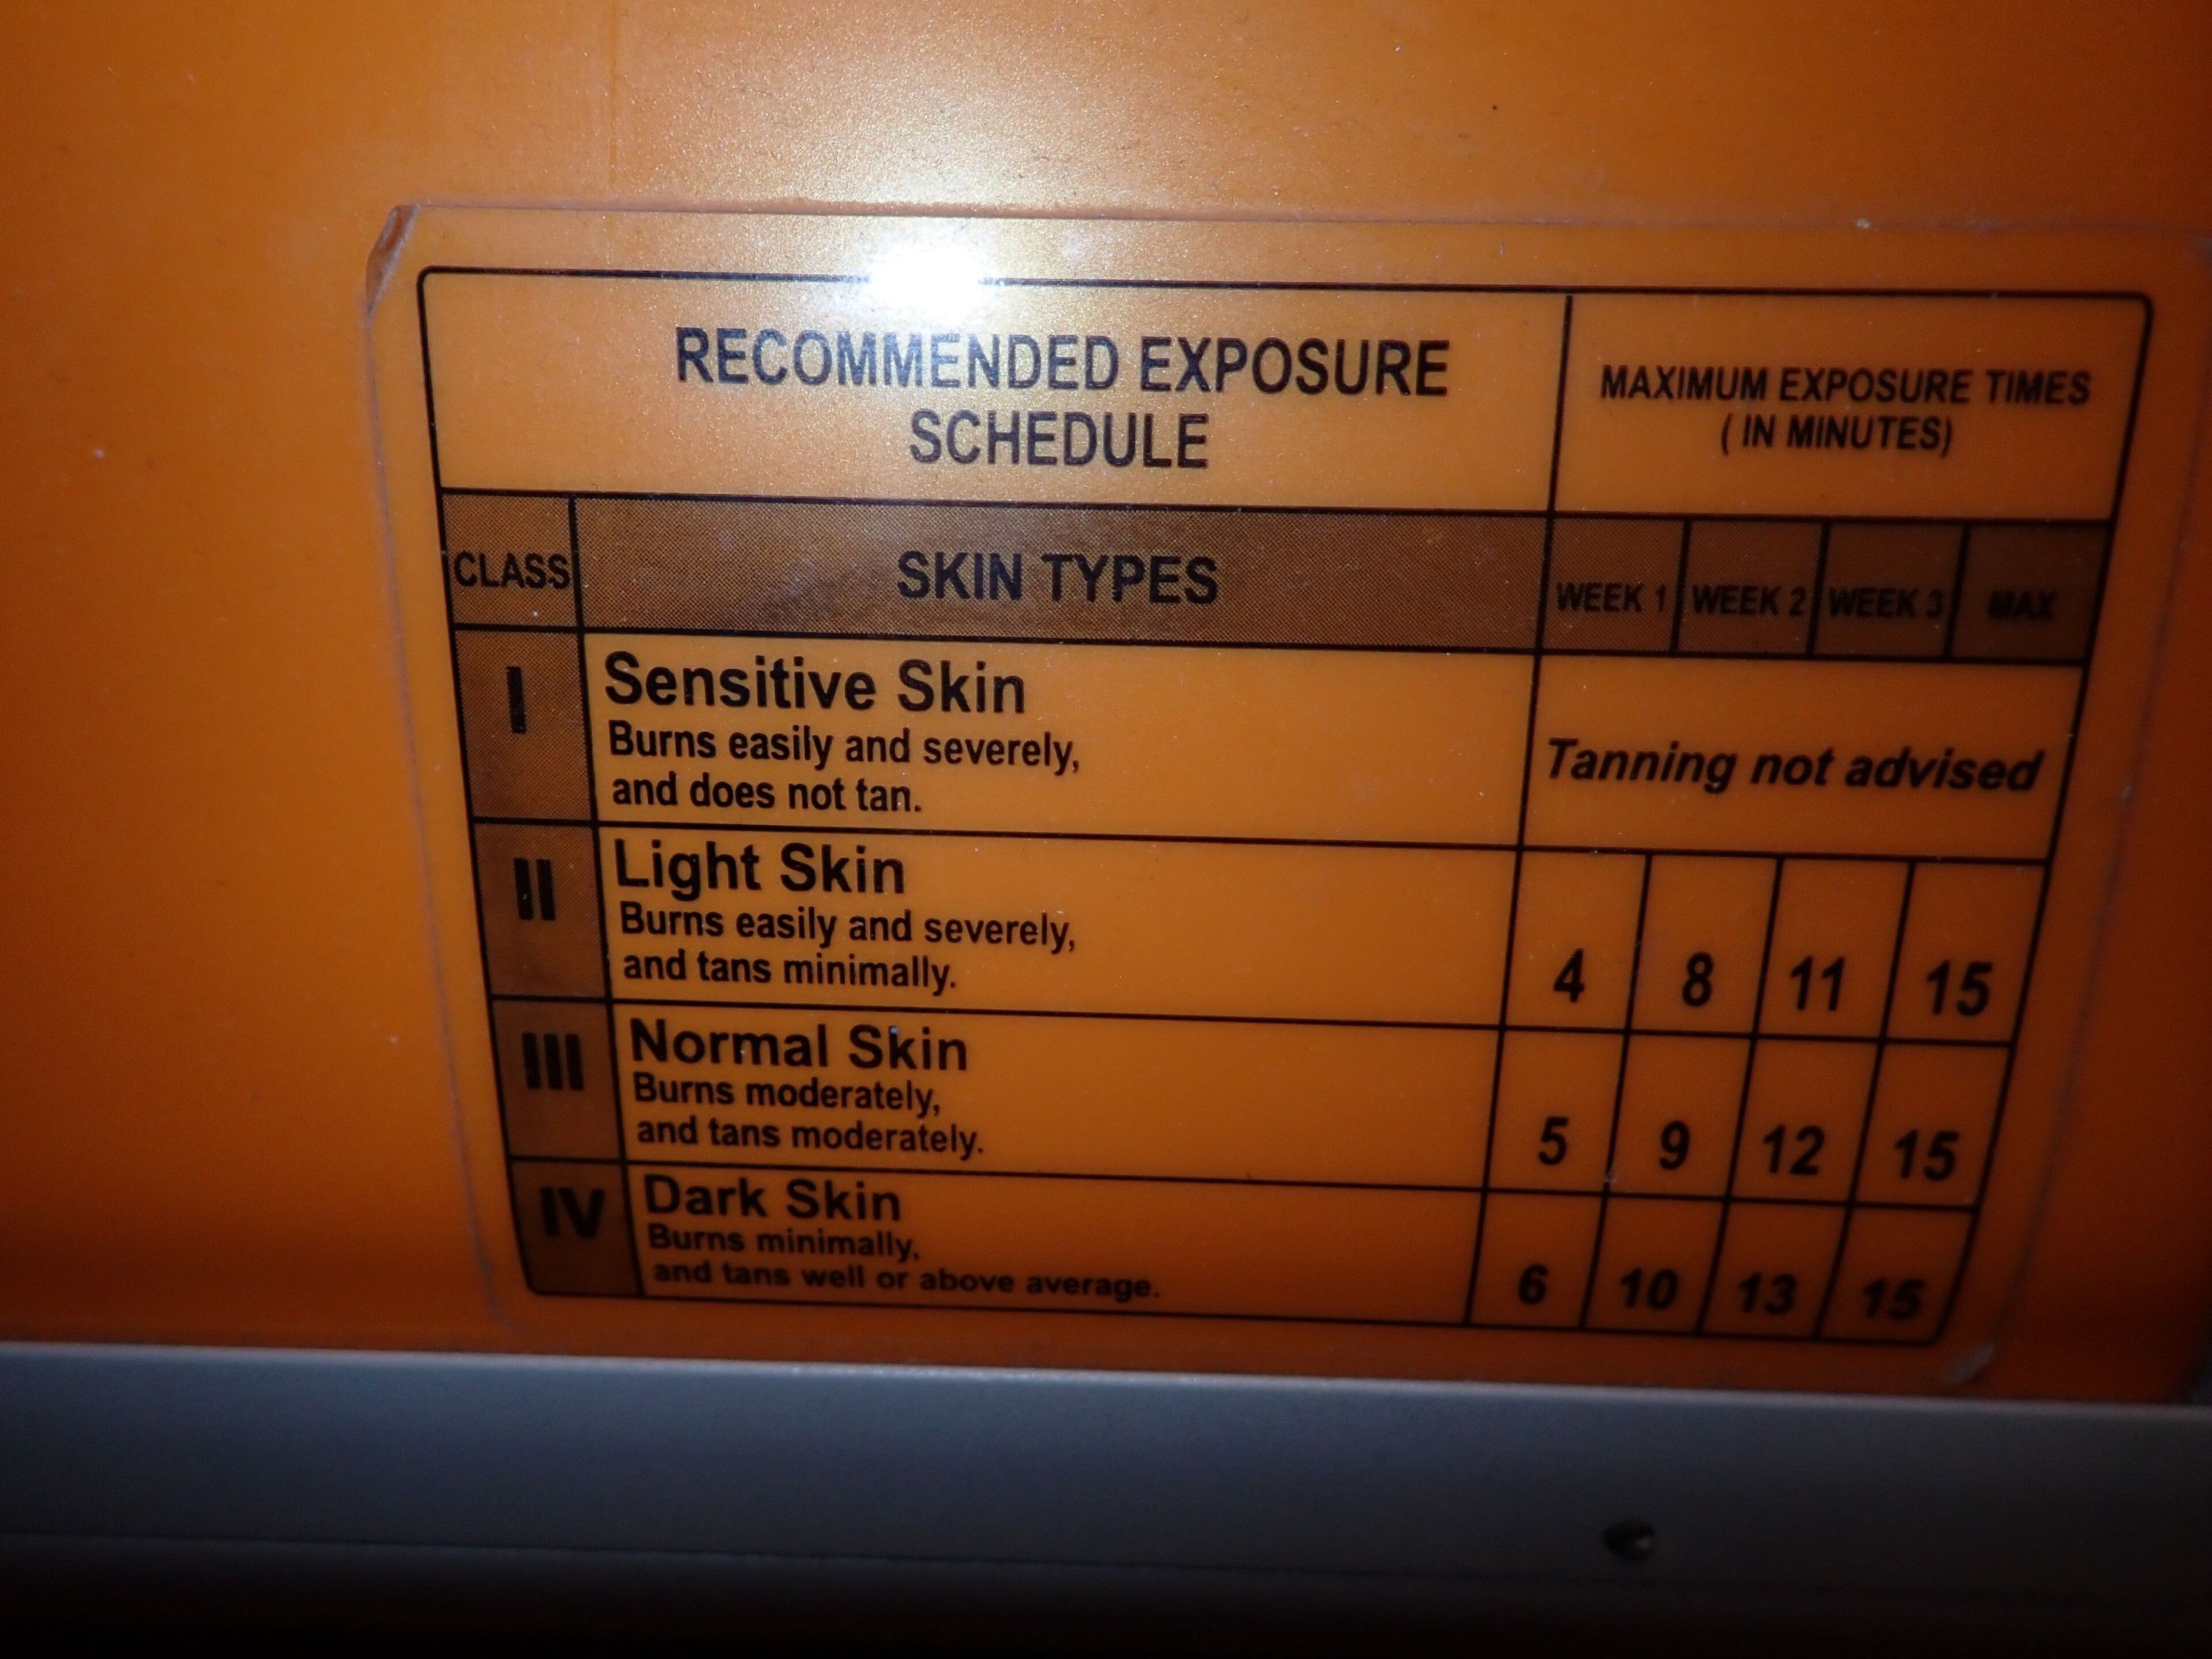 RECOMMENDED EXPOSURE
SCHEDULE
MAXIMUM EXPOSURE TIMES
( IN MINUTES)
CLASS SKIN TYPES WEEK 1 WEEK 2 WEEK 3 MAX
I Sensitive Skin
Burns easily and severely,
and does not tan.
Tanning not advised
II Light Skin
Burns easily and severely,
and tans minimally.
4 8 11 15
III Normal Skin
Burns moderately,
and tans moderately.
5 9 12 15
IV Dark Skin
Burns minimally,
and tans well or above average.
6 10 13 15